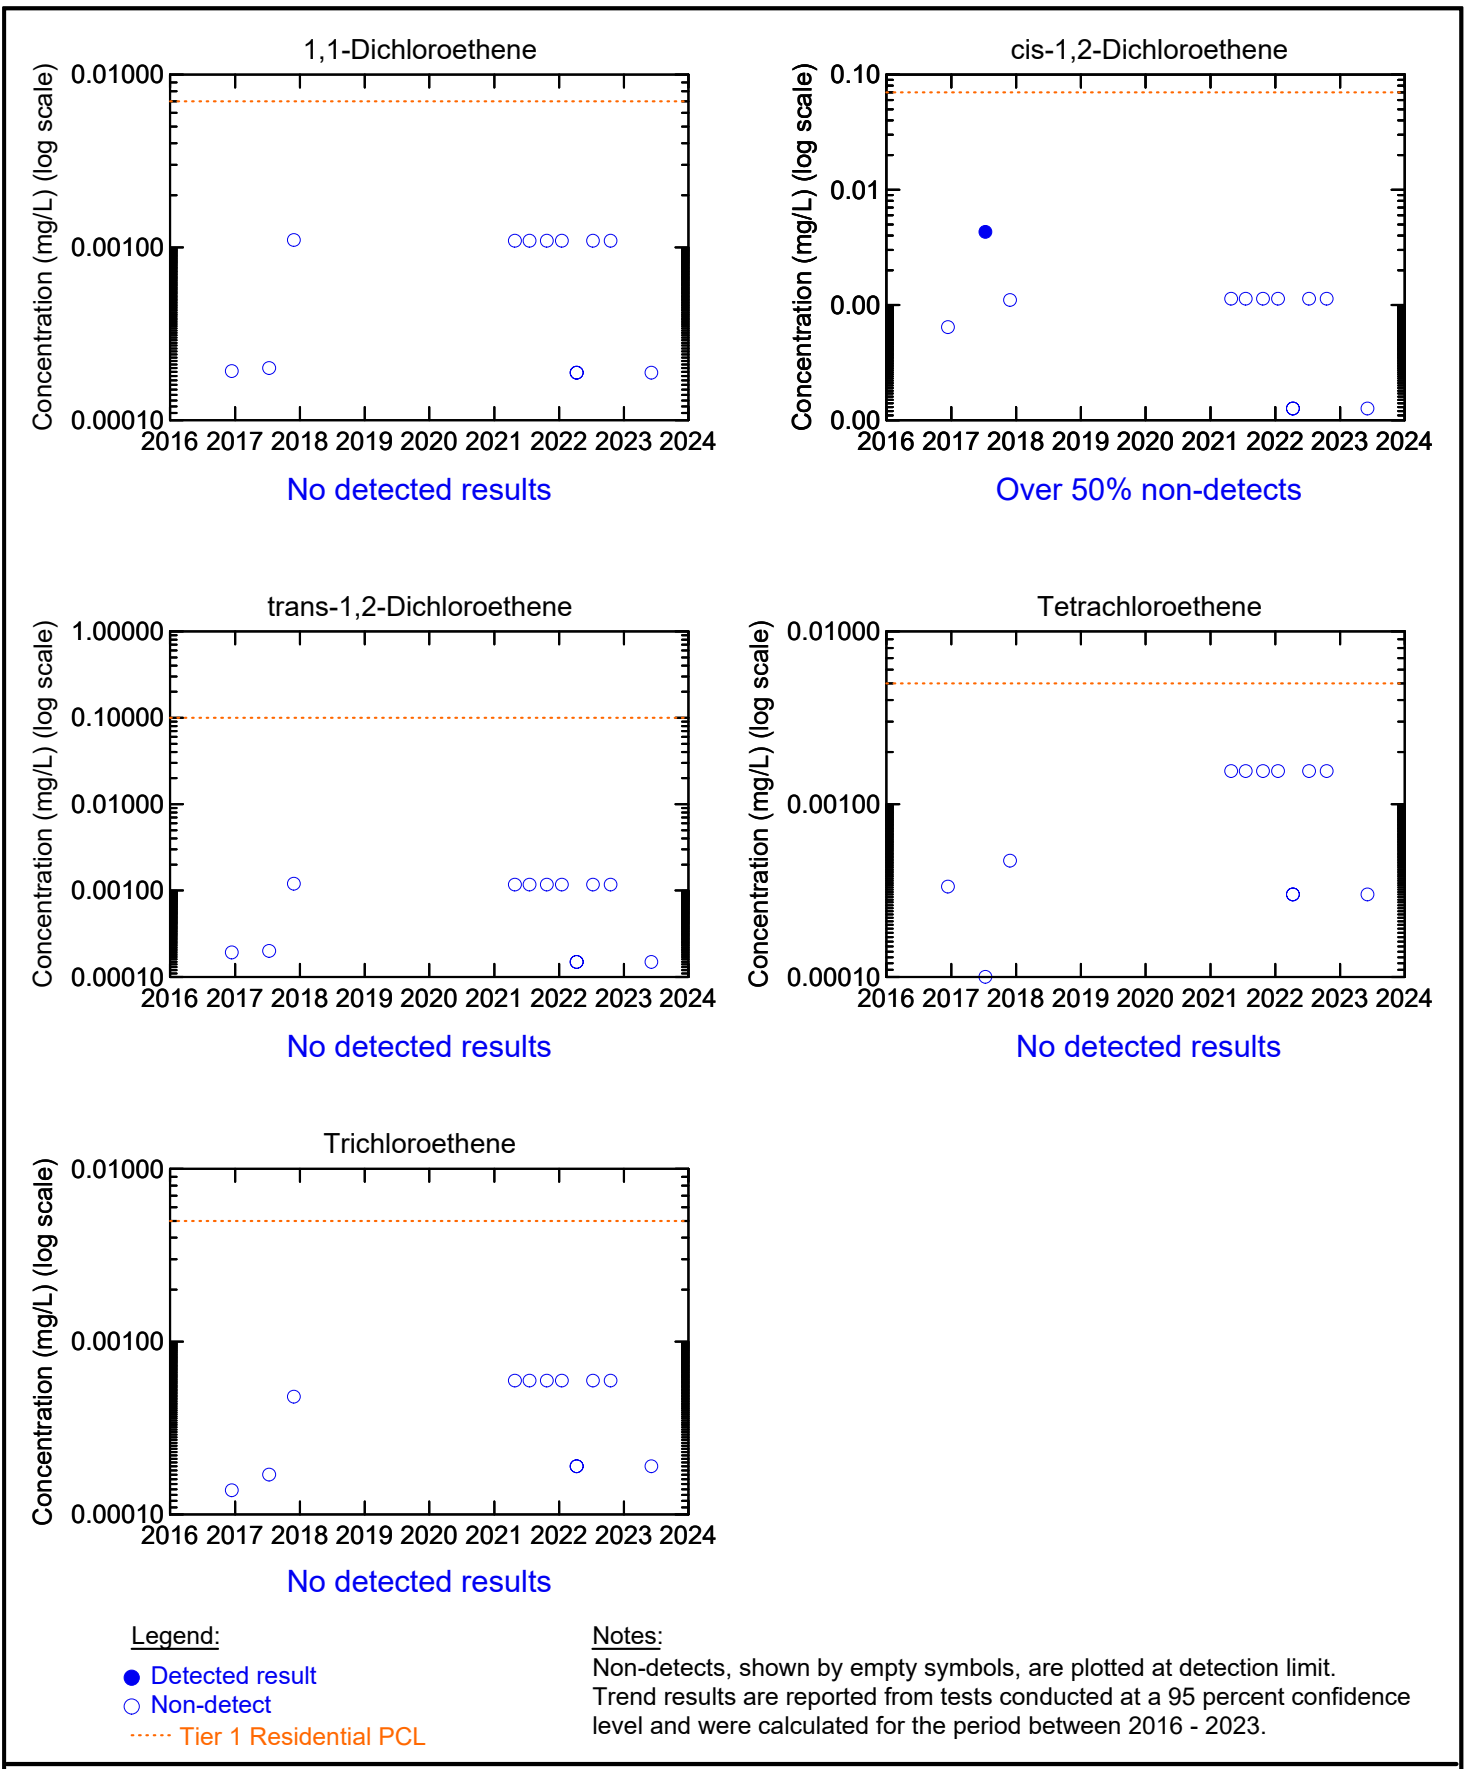 1,1-Dichloroethene
Concentration (mg/L) (log scale)
0.01000
0.00100
0.00010
2016 2017 2018 2019 2020 2021 2022 2023 2024
No detected results
cis-1,2-Dichloroethene
Concentration (mg/L) (log scale)
0.10
0.01
0.00
0.00
2016 2017 2018 2019 2020 2021 2022 2023 2024
Over 50% non-detects
trans-1,2-Dichloroethene
Concentration (mg/L) (log scale)
1.00000
0.10000
0.01000
0.00100
0.00010
2016 2017 2018 2019 2020 2021 2022 2023 2024
No detected results
Tetrachloroethene
Concentration (mg/L) (log scale)
0.01000
0.00100
0.00010
2016 2017 2018 2019 2020 2021 2022 2023 2024
No detected results
Trichloroethene
Concentration (mg/L) (log scale)
0.01000
0.00100
0.00010
2016 2017 2018 2019 2020 2021 2022 2023 2024
No detected results
Legend:
Detected result
Non-detect
Tier 1 Residential PCL
Notes:
Non-detects, shown by empty symbols, are plotted at detection limit.
Trend results are reported from tests conducted at a 95 percent confidence
level and were calculated for the period between 2016 - 2023.